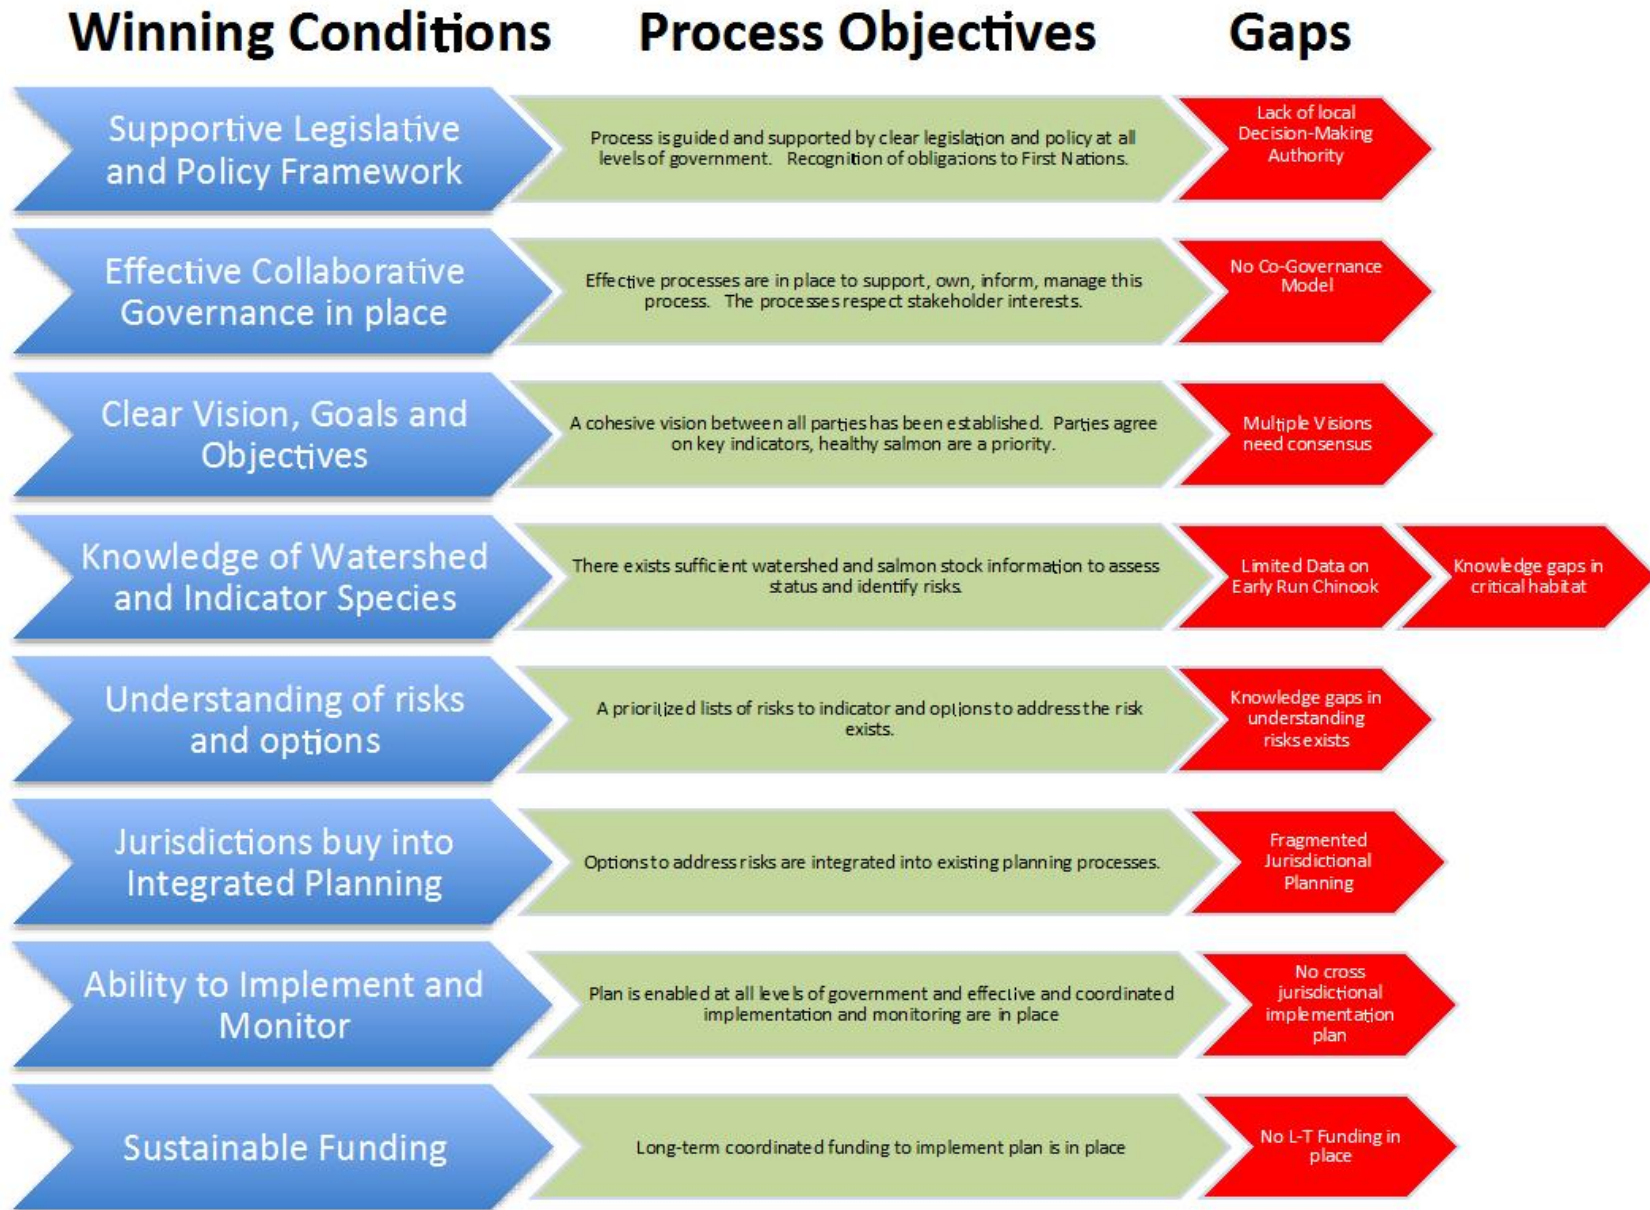 Winning Conditions
Process Objectives
Gaps
Supportive Legislative
and Policy Framework
Process is guided and supported by clear legislation and policy at all
levels of government. Recognition of obligations to First Nations.
Lack of local
Decision-Making
Authority
Effective Collaborative
Governance in place
Effective processes are in place to support, own, inform, manage this
process. The processes respect stakeholder interests.
No Co-Governance
Model
Clear Vision, Goals and
Objectives
A cohesive vision between all parties has been established. Parties agree
on key indicators, healthy salmon are a priority.
Multiple Visions
need consensus
Knowledge of Watershed
and Indicator Species
There exists sufficient watershed and salmon stock information to assess
status and identify risks.
Limited Data on
Early Run Chinook
Knowledge gaps in
critical habitat
Understanding of risks
and options
A prioritized lists of risks to indicator and options to address the risk
exists.
Knowledge gaps in
understanding
risks exists
Jurisdictions buy into
Integrated Planning
Options to address risks are integrated into existing planning processes.
Fragmented
Jurisdictional
Planning
Ability to Implement and
Monitor
Plan is enabled at all levels of government and effective and coordinated
implementation and monitoring are in place
No cross
jurisdictional
implementation
plan
Sustainable Funding
Long-term coordinated funding to implement plan is in place
No L-T Funding in
place